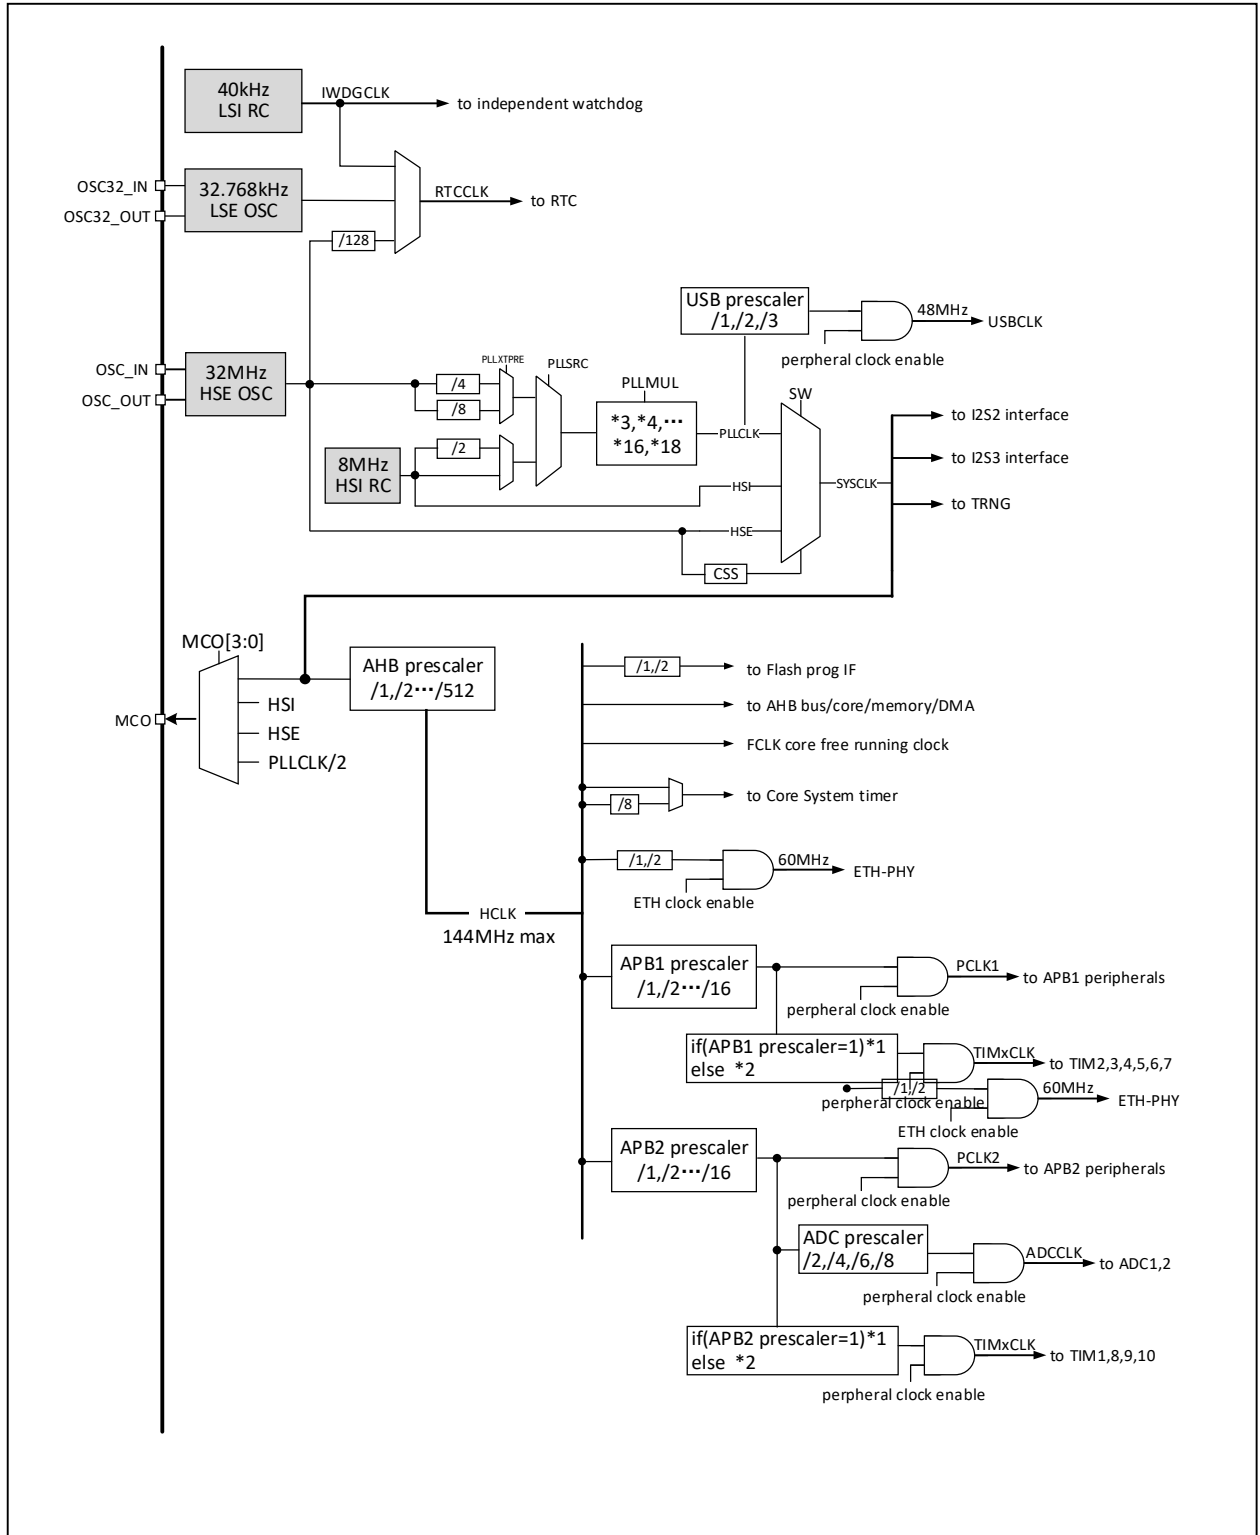 40kHz
LSI RC
IWDGCLK
to independent watchdog
OSC32_IN
OSC32_OUT
32.768kHz
LSE OSC
RTCCLK
to RTC
/128
USB prescaler
/1,/2,/3
48MHz
USBCLK
perpheral clock enable
OSC_IN
OSC_OUT
32MHz
HSE OSC
PLLXTPRE
PLLSRC
/4
/8
PLLMUL
*3,*4,···
*16,*18
PLLCLK
SW
to I2S2 interface
/2
8MHz
HSI RC
to I2S3 interface
HSI
SYSCLK
to TRNG
HSE
CSS
MCO[3:0]
AHB prescaler
/1,/2···/512
HSI
MCO
HSE
PLLCLK/2
/1,/2
to Flash prog IF
to AHB bus/core/memory/DMA
FCLK core free running clock
/8
to Core System timer
/1,/2
60MHz
ETH-PHY
ETH clock enable
HCLK
144MHz max
APB1 prescaler
/1,/2···/16
PCLK1
to APB1 peripherals
perpheral clock enable
if(APB1 prescaler=1)*1
else *2
TIMxCLK
to TIM2,3,4,5,6,7
/1,/2
perpheral clock enable
60MHz
ETH-PHY
ETH clock enable
APB2 prescaler
/1,/2···/16
PCLK2
to APB2 peripherals
perpheral clock enable
ADC prescaler
/2,/4,/6,/8
ADCCLK
to ADC1,2
perpheral clock enable
if(APB2 prescaler=1)*1
else *2
TIMxCLK
to TIM1,8,9,10
perpheral clock enable